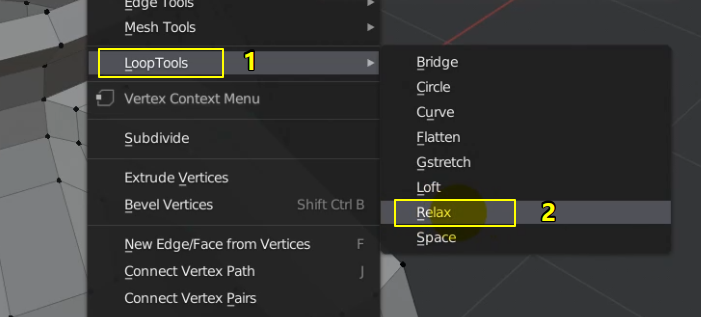 Edge Tools
Mesh Tools
LoopTools 1
Vertex Context Menu
Subdivide
Extrude Vertices
Bevel Vertices Shift Ctrl B
New Edge/Face from Vertices F
Connect Vertex Path J
Connect Vertex Pairs
Bridge
Circle
Curve
Flatten
Gstretch
Loft
Relax 2
Space